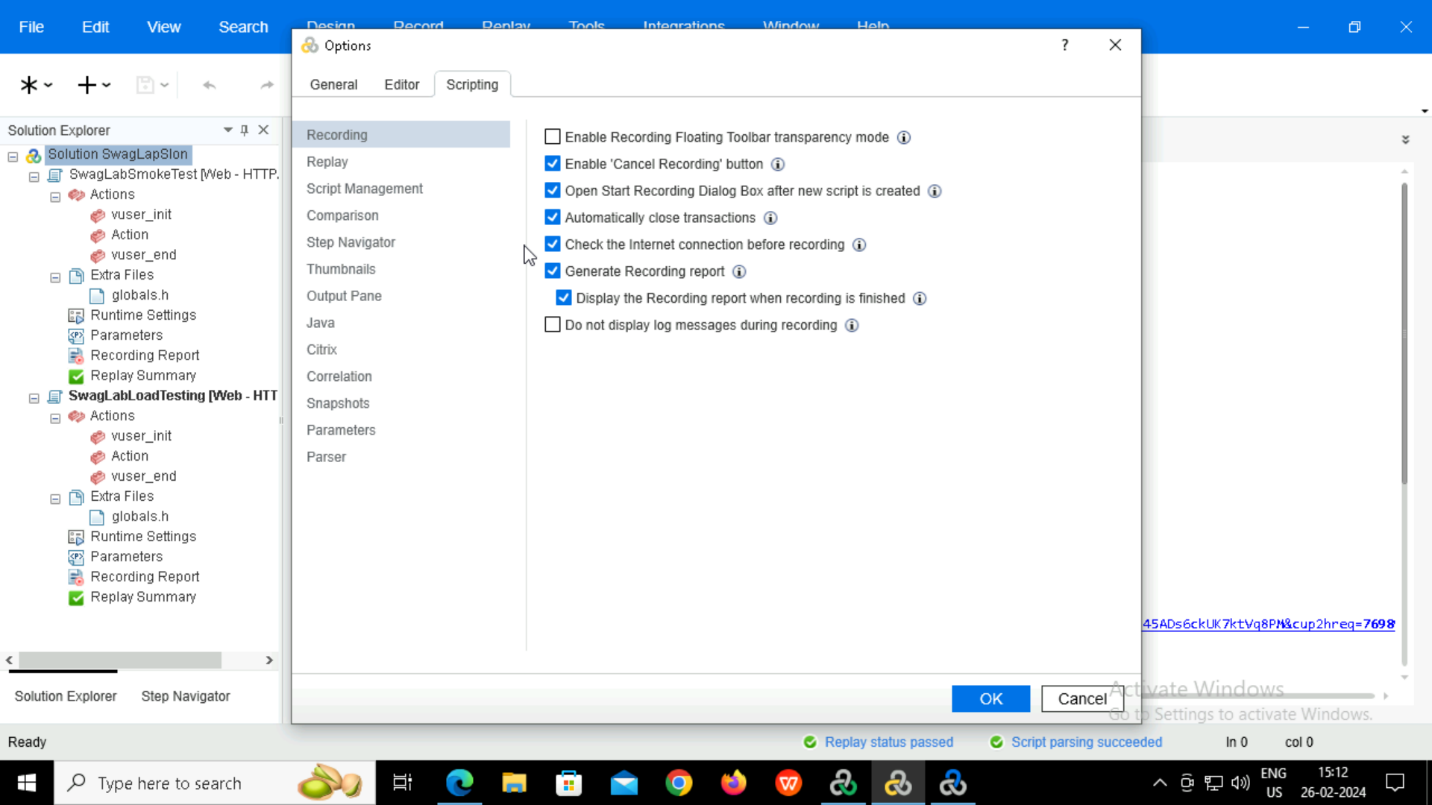 File Edit View Search Design Record Replay Tools Integrations Window Help
Options ?
General Editor Scripting
Solution Explorer
Solution SwagLapSlon
SwagLabSmokeTest [Web - HTTP.
Actions
vuser_init
Action
vuser_end
Extra Files
globals.h
Runtime Settings
Parameters
Recording Report
Replay Summary
SwagLabLoadTesting [Web - HTT
Actions
vuser_init
Action
vuser_end
Extra Files
globals.h
Runtime Settings
Parameters
Recording Report
Replay Summary
Solution Explorer Step Navigator
Recording
Replay
Script Management
Comparison
Step Navigator
Thumbnails
Output Pane
Java
Citrix
Correlation
Snapshots
Parameters
Parser
Enable Recording Floating Toolbar transparency mode
Enable 'Cancel Recording' button
Open Start Recording Dialog Box after new script is created
Automatically close transactions
Check the Internet connection before recording
Generate Recording report
Display the Recording report when recording is finished
Do not display log messages during recording
45ADs6ckUK7ktVq8PM&cup2hreq=7698
OK Cancel
Activate Windows
Go to Settings to activate Windows.
Ready Replay status passed Script parsing succeeded ln 0 col 0
Type here to search
ENG
US
15:12
26-02-2024